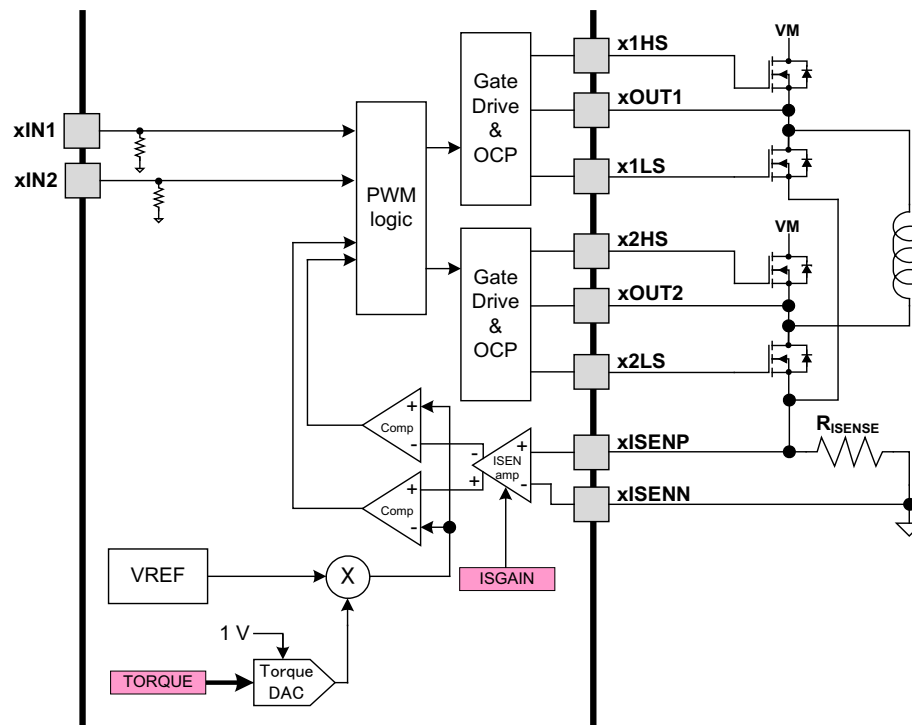 xIN1
xIN2
PWM
logic
Gate
Drive
&
OCP
Gate
Drive
&
OCP
x1HS
xOUT1
x1LS
x2HS
xOUT2
x2LS
xISENP
xISENN
VM
VM
RISENSE
+
Comp
-
+
Comp
-
-
+
ISEN
amp
+
-
VREF
X
ISGAIN
1 V
TORQUE
Torque
DAC